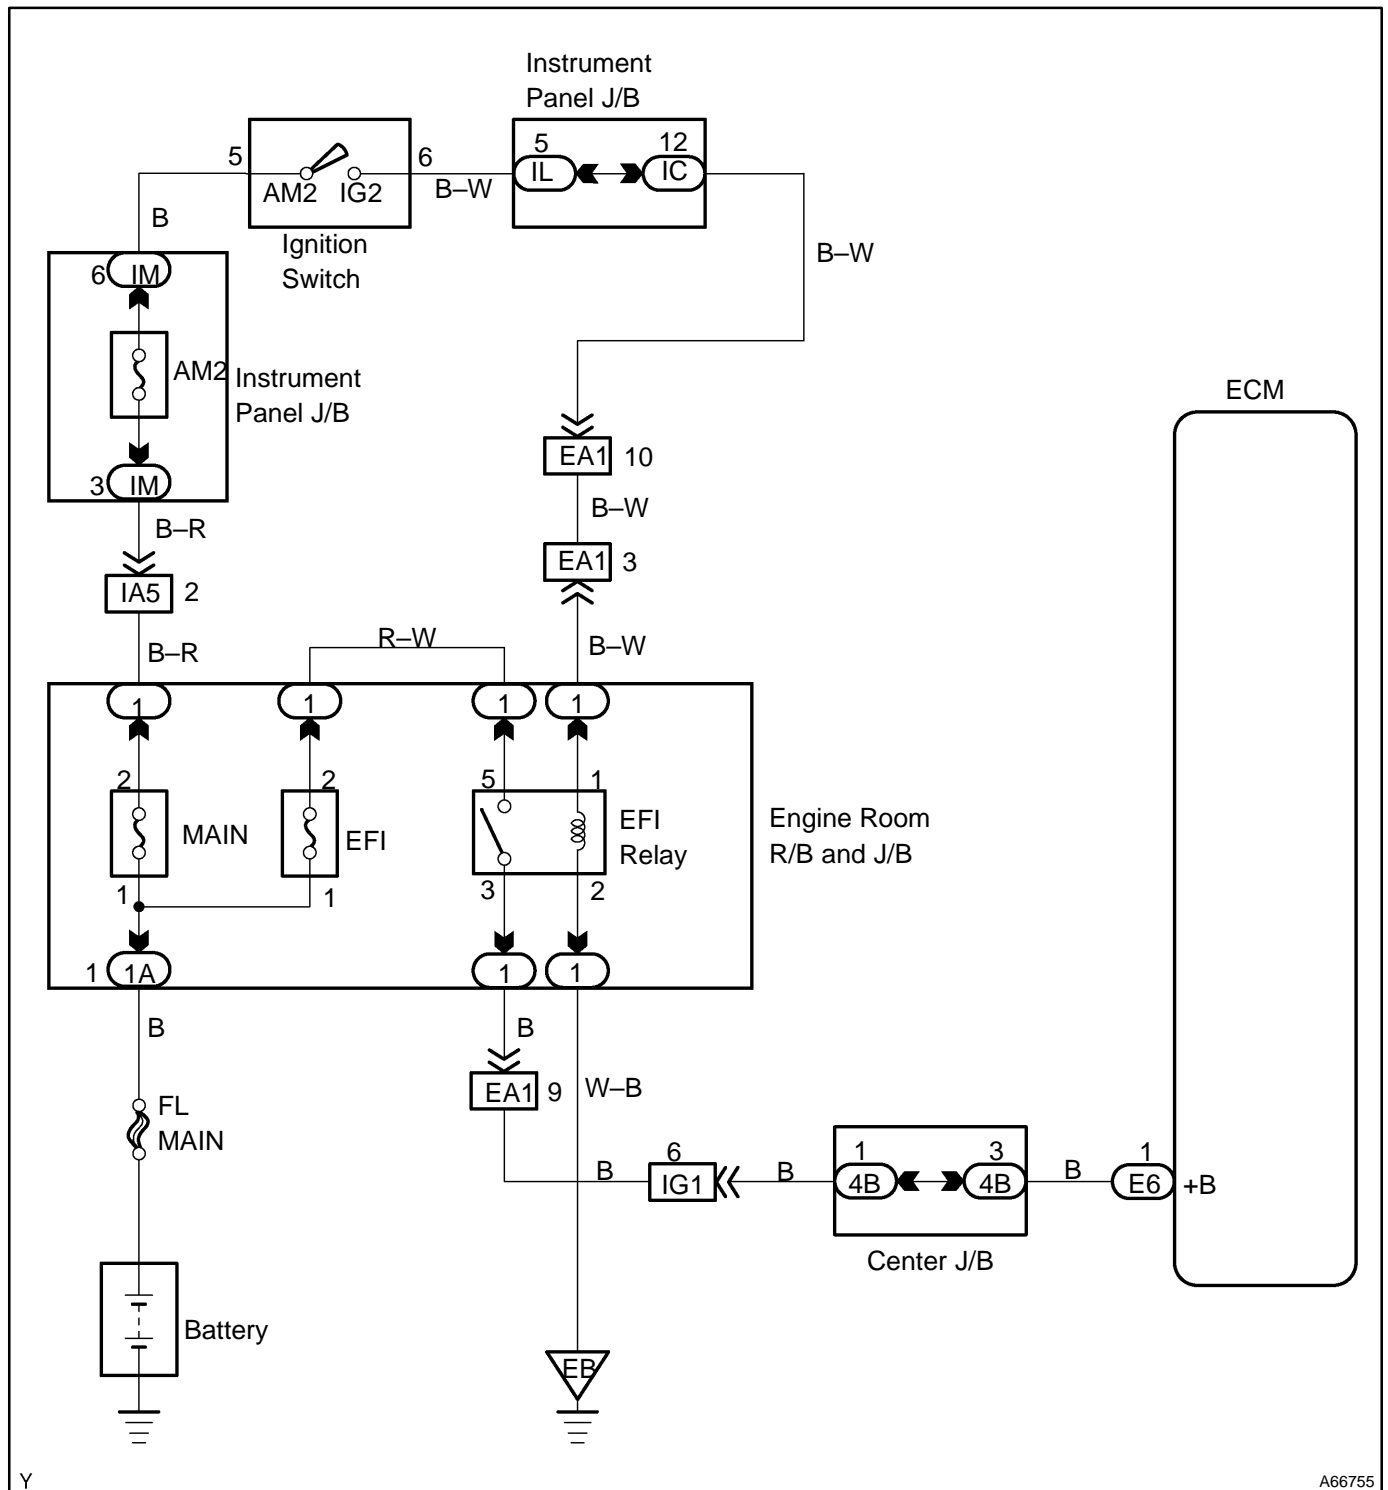 Instrument
Panel J/B
5
12
5
6
IL
IC
AM2
IG2
B–W
B
Ignition
Switch
B–W
6
IM
AM2
Instrument
Panel J/B
ECM
3
IM
EA1
10
B–R
B–W
IA5
2
EA1
3
B–R
R–W
B–W
1
1
1
1
2
2
5
1
MAIN
EFI
EFI
Relay
Engine Room
R/B and J/B
1
1
3
2
1
1A
1
1
B
B
FL
MAIN
EA1
9
W–B
6
1
3
1
B
IG1
B
4B
4B
B
E6
+B
Center J/B
Battery
EB
Y
A66755